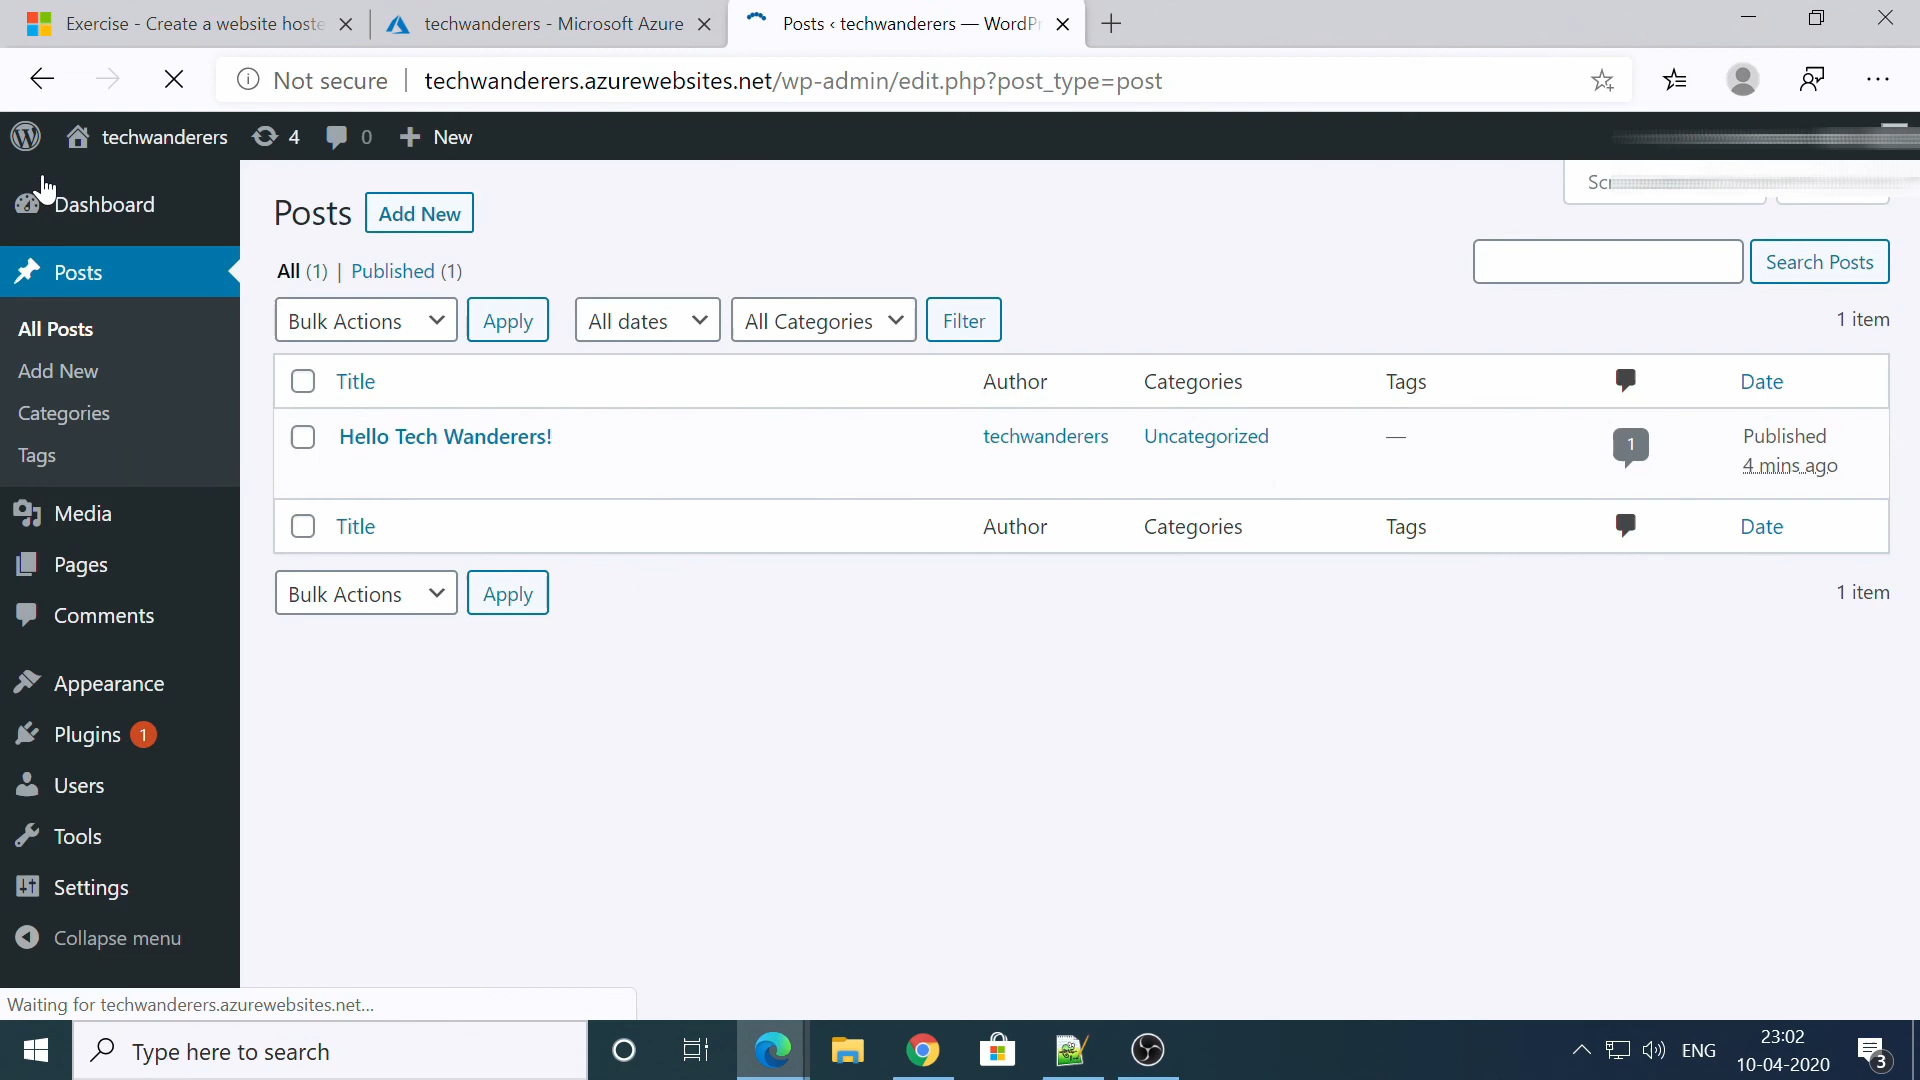 Exercise - Create a website hoste
techwanderers - Microsoft Azure
Posts ‹ techwanderers — WordPr
Not secure
techwanderers.azurewebsites.net/wp-admin/edit.php?post_type=post
techwanderers
4
0
New
Dashboard
Posts
All Posts
Add New
Categories
Tags
Media
Pages
Comments
Appearance
Plugins 1
Users
Tools
Settings
Collapse menu
Posts
Add New
All (1) | Published (1)
Search Posts
Bulk Actions
Apply
All dates
All Categories
Filter
1 item
Title Author Categories Tags Date
Hello Tech Wanderers! techwanderers Uncategorized — 1 Published
4 mins ago
Title Author Categories Tags Date
Bulk Actions
Apply
1 item
Waiting for techwanderers.azurewebsites.net...
Type here to search
ENG
23:02
10-04-2020
3